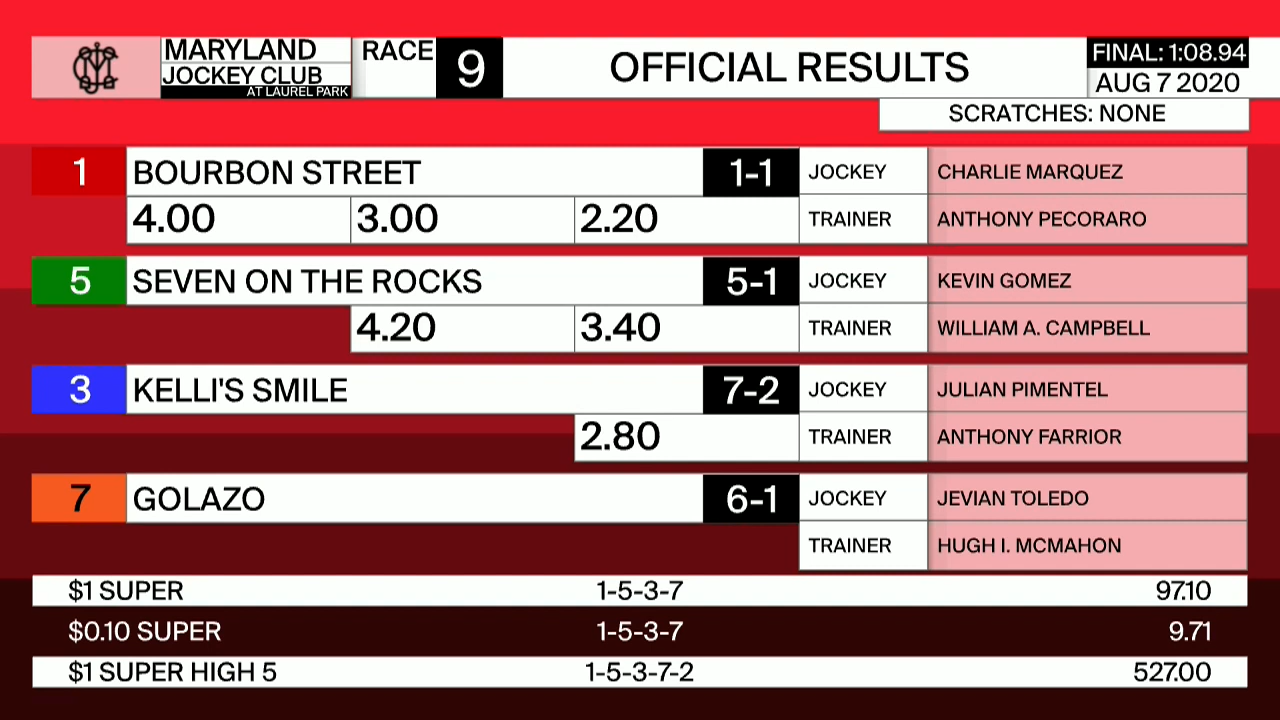 MARYLAND
JOCKEY CLUB
AT LAUREL PARK
RACE 9
OFFICIAL RESULTS
FINAL: 1:08.94
AUG 7 2020
SCRATCHES: NONE
1 BOURBON STREET 1-1 JOCKEY CHARLIE MARQUEZ
4.00 3.00 2.20 TRAINER ANTHONY PECORARO
5 SEVEN ON THE ROCKS 5-1 JOCKEY KEVIN GOMEZ
4.20 3.40 TRAINER WILLIAM A. CAMPBELL
3 KELLI'S SMILE 7-2 JOCKEY JULIAN PIMENTEL
2.80 TRAINER ANTHONY FARRIOR
7 GOLAZO 6-1 JOCKEY JEVIAN TOLEDO
TRAINER HUGH I. MCMAHON
$1 SUPER 1-5-3-7 97.10
$0.10 SUPER 1-5-3-7 9.71
$1 SUPER HIGH 5 1-5-3-7-2 527.00